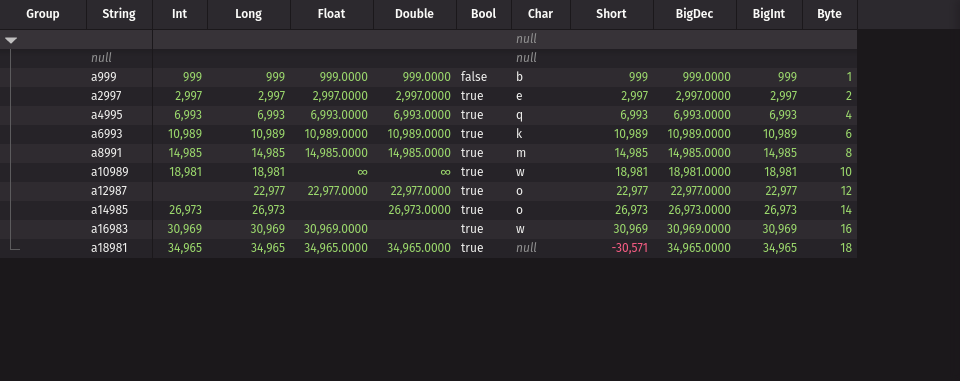 Group String Int Long Float Double Bool Char Short BigDec BigInt Byte
null
null null
a999 999 999 999.0000 999.0000 false b 999 999.0000 999 1
a2997 2,997 2,997 2,997.0000 2,997.0000 true e 2,997 2,997.0000 2,997 2
a4995 6,993 6,993 6,993.0000 6,993.0000 true q 6,993 6,993.0000 6,993 4
a6993 10,989 10,989 10,989.0000 10,989.0000 true k 10,989 10,989.0000 10,989 6
a8991 14,985 14,985 14,985.0000 14,985.0000 true m 14,985 14,985.0000 14,985 8
a10989 18,981 18,981 ∞ ∞ true w 18,981 18,981.0000 18,981 10
a12987 22,977 22,977.0000 22,977.0000 true o 22,977 22,977.0000 22,977 12
a14985 26,973 26,973 26,973.0000 true o 26,973 26,973.0000 26,973 14
a16983 30,969 30,969 30,969.0000 true w 30,969 30,969.0000 30,969 16
a18981 34,965 34,965 34,965.0000 34,965.0000 true null -30,571 34,965.0000 34,965 18